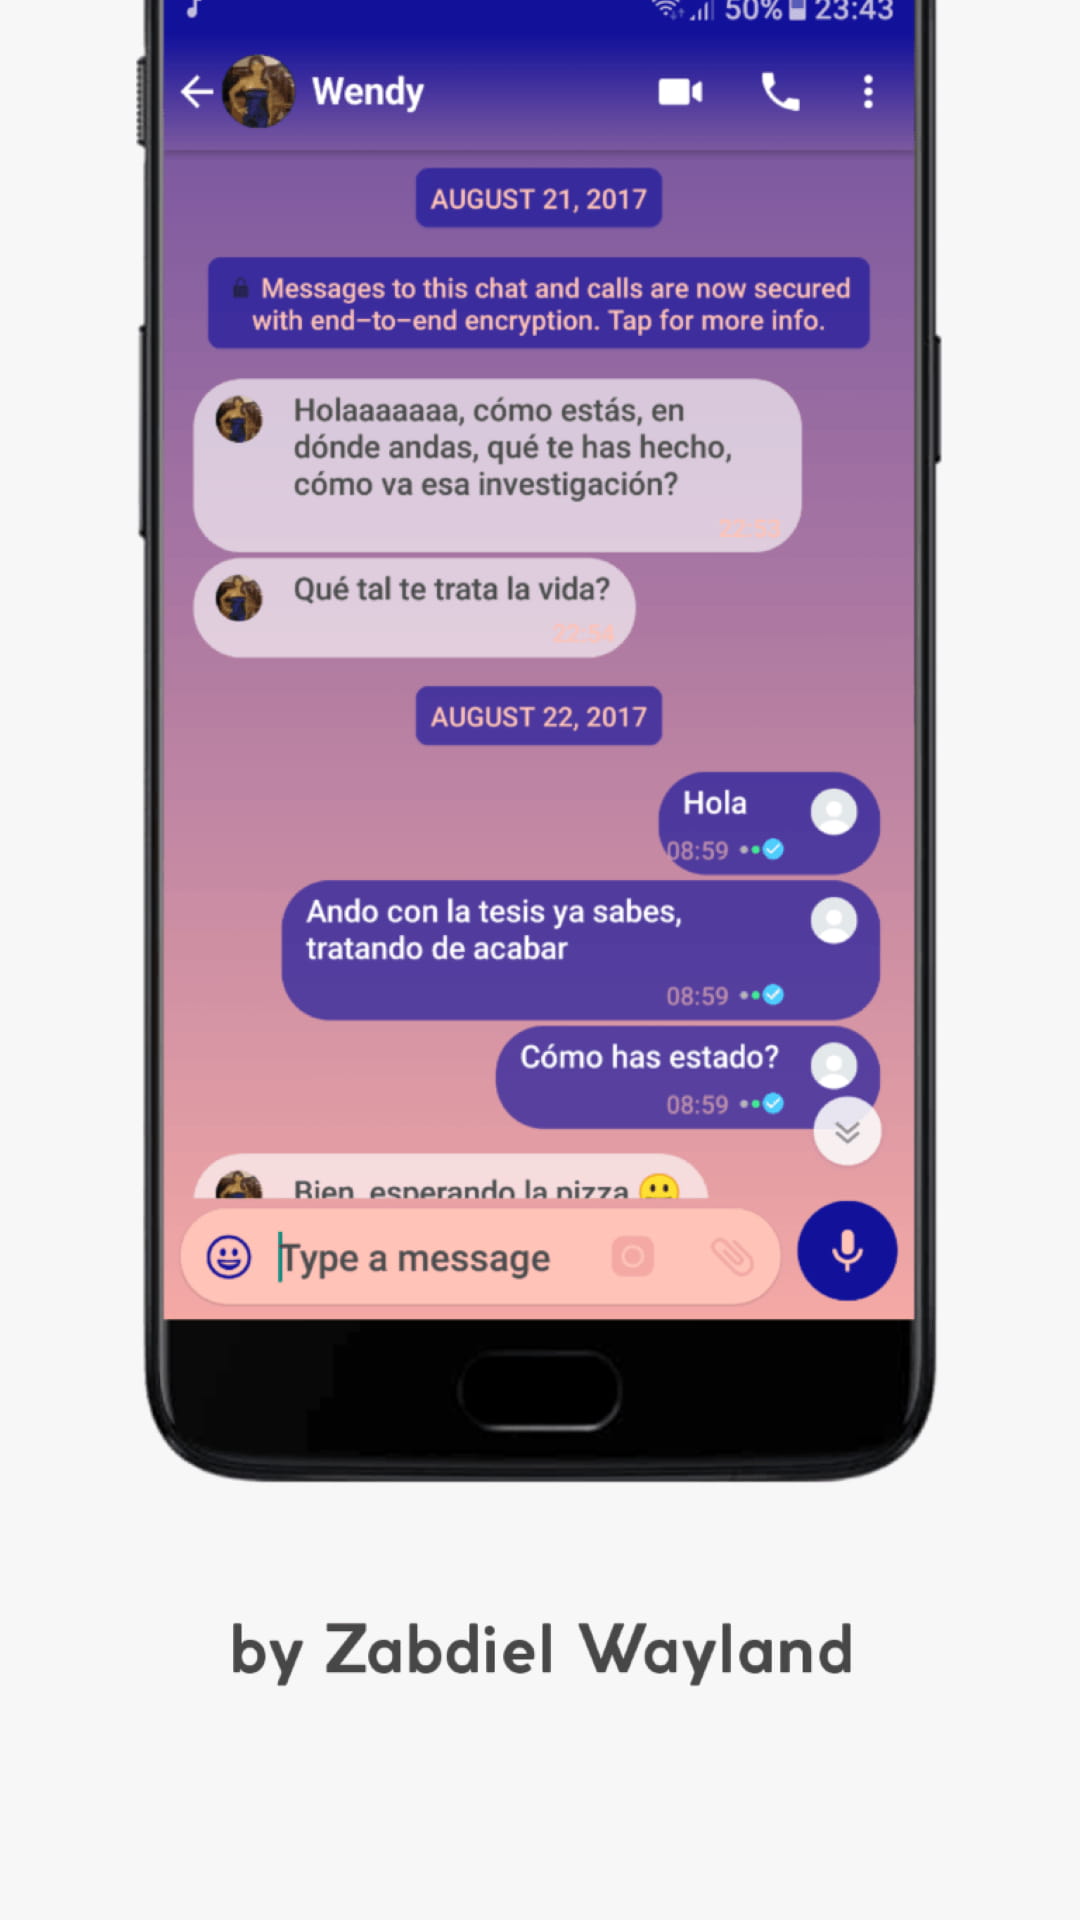 50% 23:43
Wendy
AUGUST 21, 2017
Messages to this chat and calls are now secured
with end-to-end encryption. Tap for more info.
Holaaaaaaa, cómo estás, en
dónde andas, qué te has hecho,
cómo va esa investigación?
22:53
Qué tal te trata la vida?
22:54
AUGUST 22, 2017
Hola
08:59
Ando con la tesis ya sabes,
tratando de acabar
08:59
Cómo has estado?
08:59
Bien, esperando la pizza 🙂
Type a message
by Zabdiel Wayland